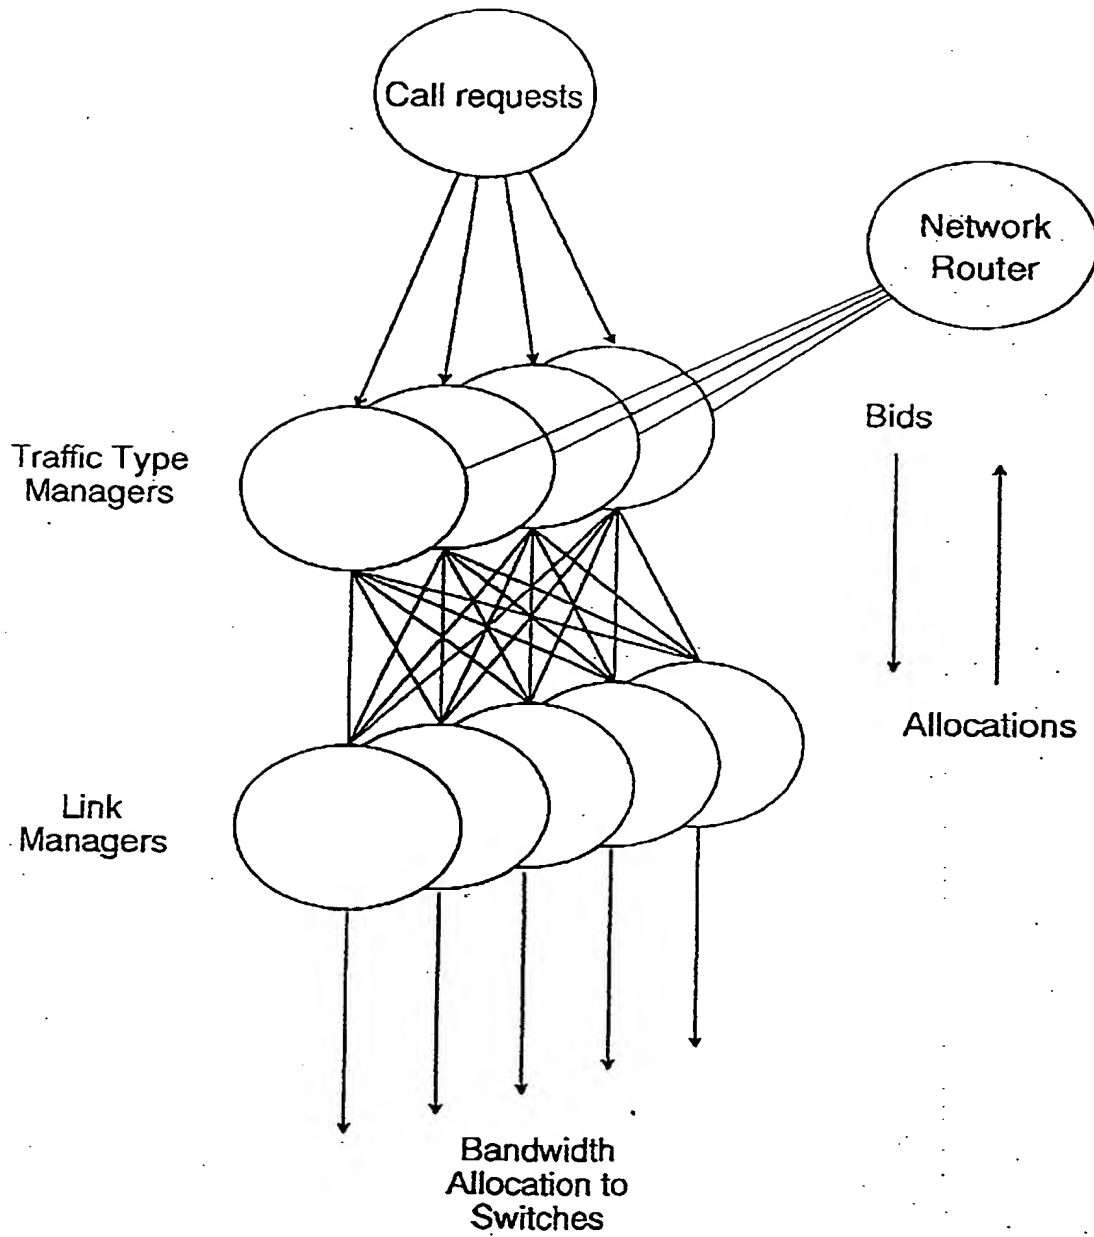 Call requests
Network
Router
Bids
Traffic Type
Managers
Allocations
Link
Managers
Bandwidth
Allocation to
Switches